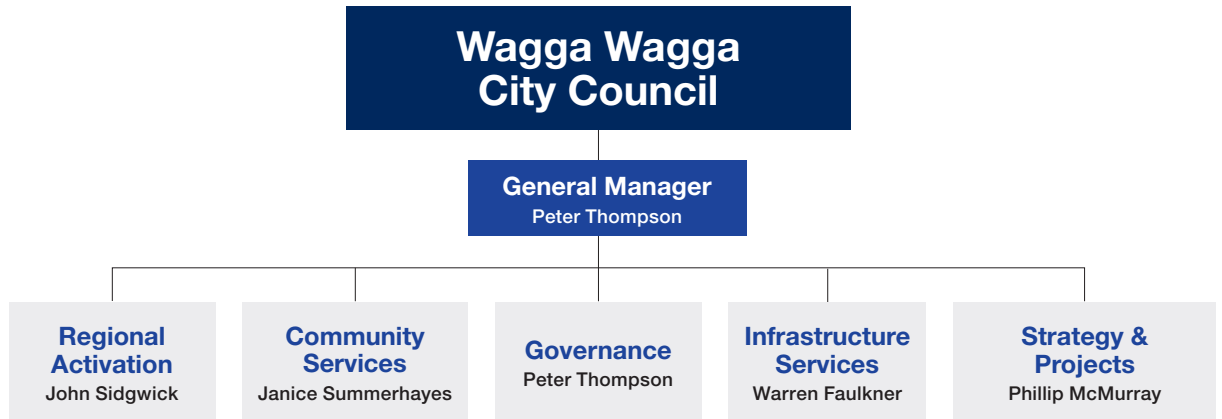 Wagga Wagga
City Council
General Manager
Peter Thompson
Regional
Activation
John Sidgwick
Community
Services
Janice Summerhayes
Governance
Peter Thompson
Infrastructure
Services
Warren Faulkner
Strategy &
Projects
Phillip McMurray